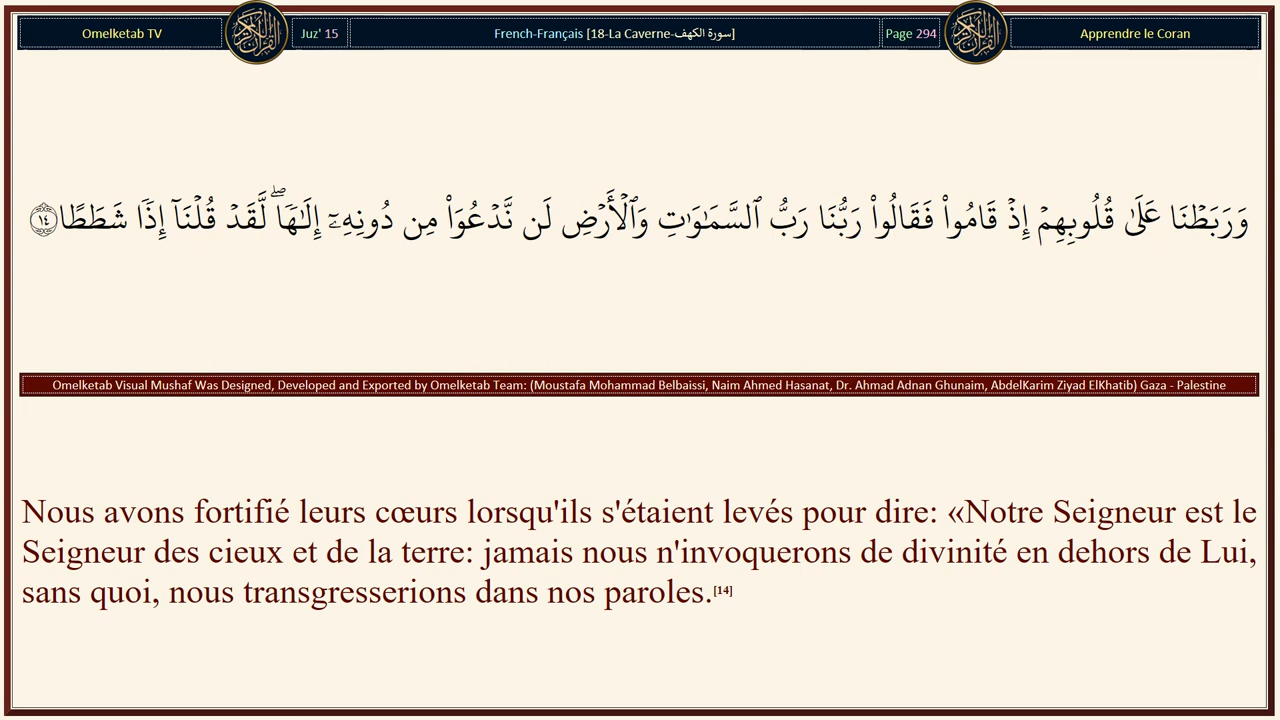 Omelketab TV
Juz' 15
French-Français [18-La Caverne-سورة الكهف]
Page 294
Apprendre le Coran
وَرَبَطۡنَا عَلَىٰ قُلُوبِهِمۡ إِذۡ قَامُواْ فَقَالُواْ رَبُّنَا رَبُّ ٱلسَّمَٰوَٰتِ وَٱلۡأَرۡضِ لَن نَّدۡعُوَاْ مِن دُونِهِۦٓ إِلَٰهٗاۖ لَّقَدۡ قُلۡنَآ إِذٗا شَطَطًا ١٤
Omelketab Visual Mushaf Was Designed, Developed and Exported by Omelketab Team: (Moustafa Mohammad Belbaissi, Naim Ahmed Hasanat, Dr. Ahmad Adnan Ghunaim, AbdelKarim Ziyad ElKhatib) Gaza - Palestine
Nous avons fortifié leurs cœurs lorsqu'ils s'étaient levés pour dire: «Notre Seigneur est le
Seigneur des cieux et de la terre: jamais nous n'invoquerons de divinité en dehors de Lui,
sans quoi, nous transgresserions dans nos paroles.[14]